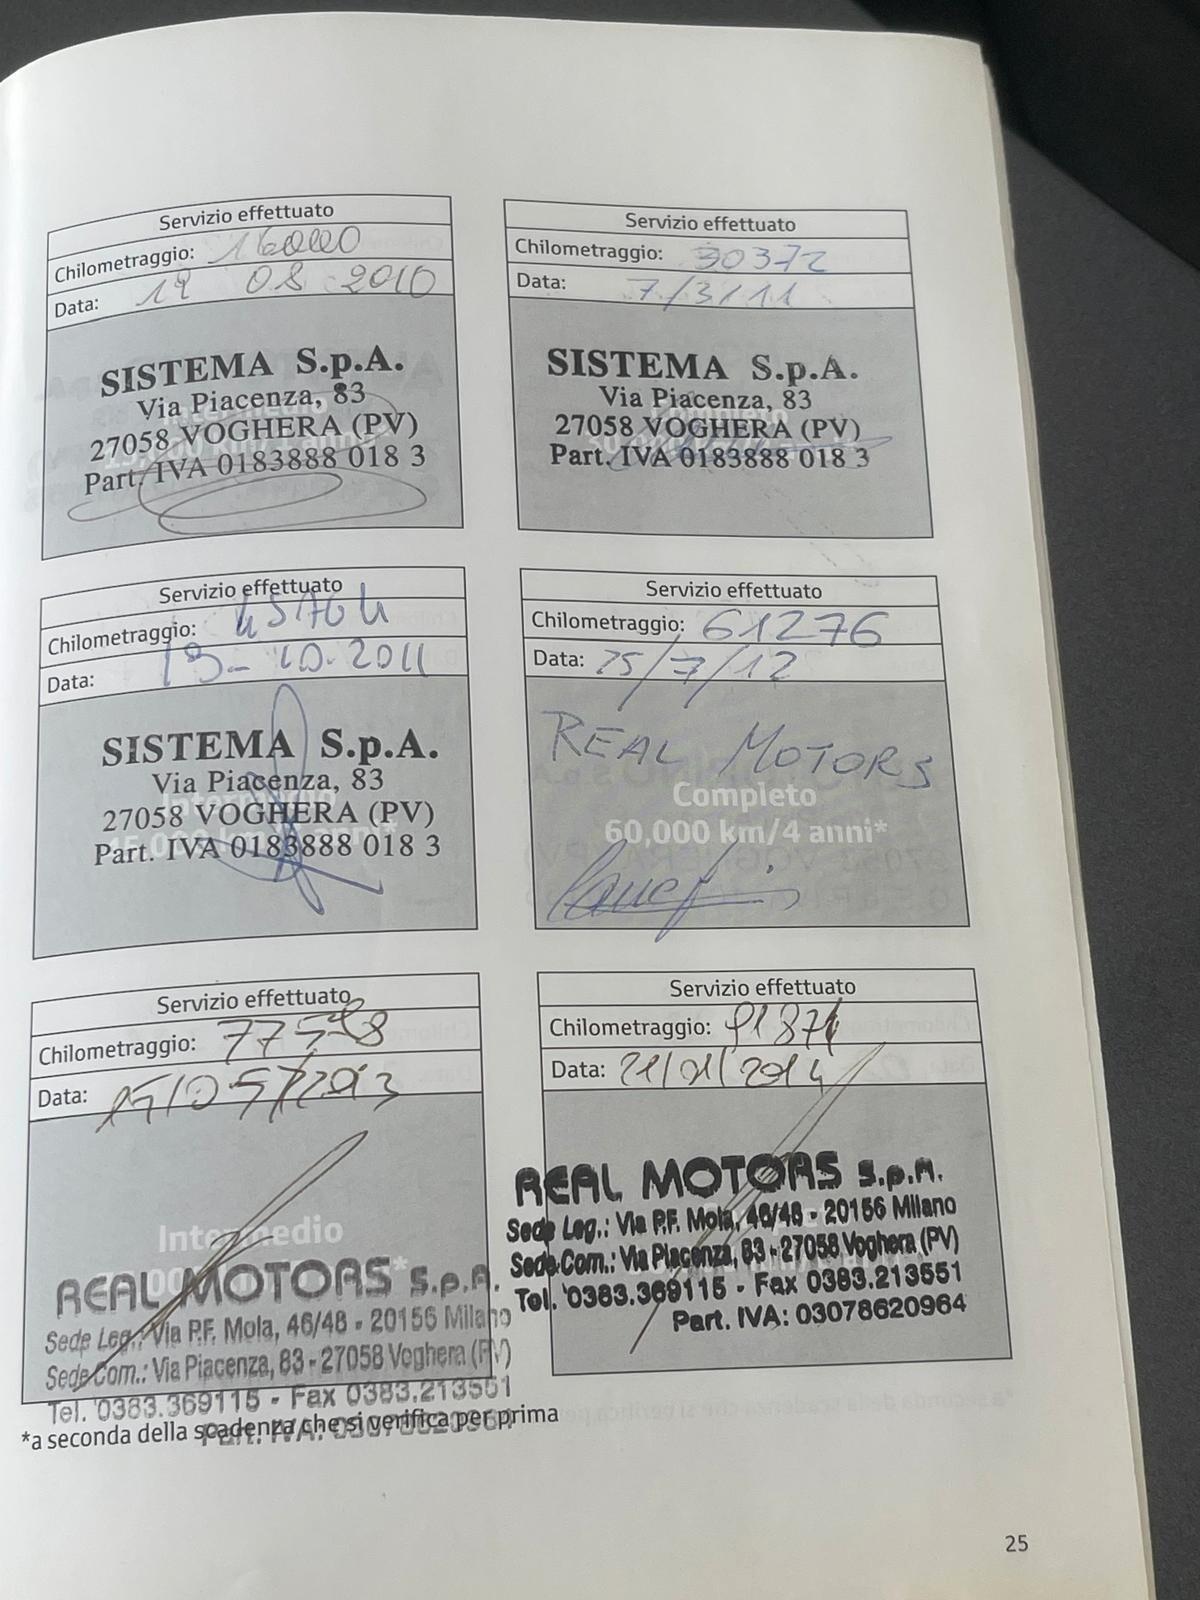 Servizio effettuato
Chilometraggio: 16000
Data: 19 08 2010
SISTEMA S.p.A.
Via Piacenza, 83
27058 VOGHERA (PV)
Part. IVA 0183888 018 3
Servizio effettuato
Chilometraggio: 30372
Data: 7/3/11
SISTEMA S.p.A.
Via Piacenza, 83
27058 VOGHERA (PV)
Part. IVA 0183888 018 3
Servizio effettuato
Chilometraggio:
Data: 13-10-2011
SISTEMA S.p.A.
Via Piacenza, 83
27058 VOGHERA (PV)
Part. IVA 0183888 018 3
Servizio effettuato
Chilometraggio: 61276
Data: 25/7/12
REAL MOTORS
Completo
60,000 km/4 anni*
Servizio effettuato
Chilometraggio:
Data:
Intermedio
REAL MOTORS S.p.A.
Sede Leg.: Via P.F. Mola, 46/48 - 20156 Milano
Sede Com.: Via Piacenza, 83 - 27058 Voghera (PV)
Tel. 0383.369115 - Fax 0383.213551
Part. IVA: 03078620964
*a seconda della scadenza che si verifica per prima
Servizio effettuato
Chilometraggio: 91874
Data: 21/01/2014
REAL MOTORS S.p.A.
Sede Leg.: Via P.F. Mola, 46/48 - 20156 Milano
Sede Com.: Via Piacenza, 83 - 27058 Voghera (PV)
Tel. 0383.369115 - Fax 0383.213551
Part. IVA: 03078620964
25